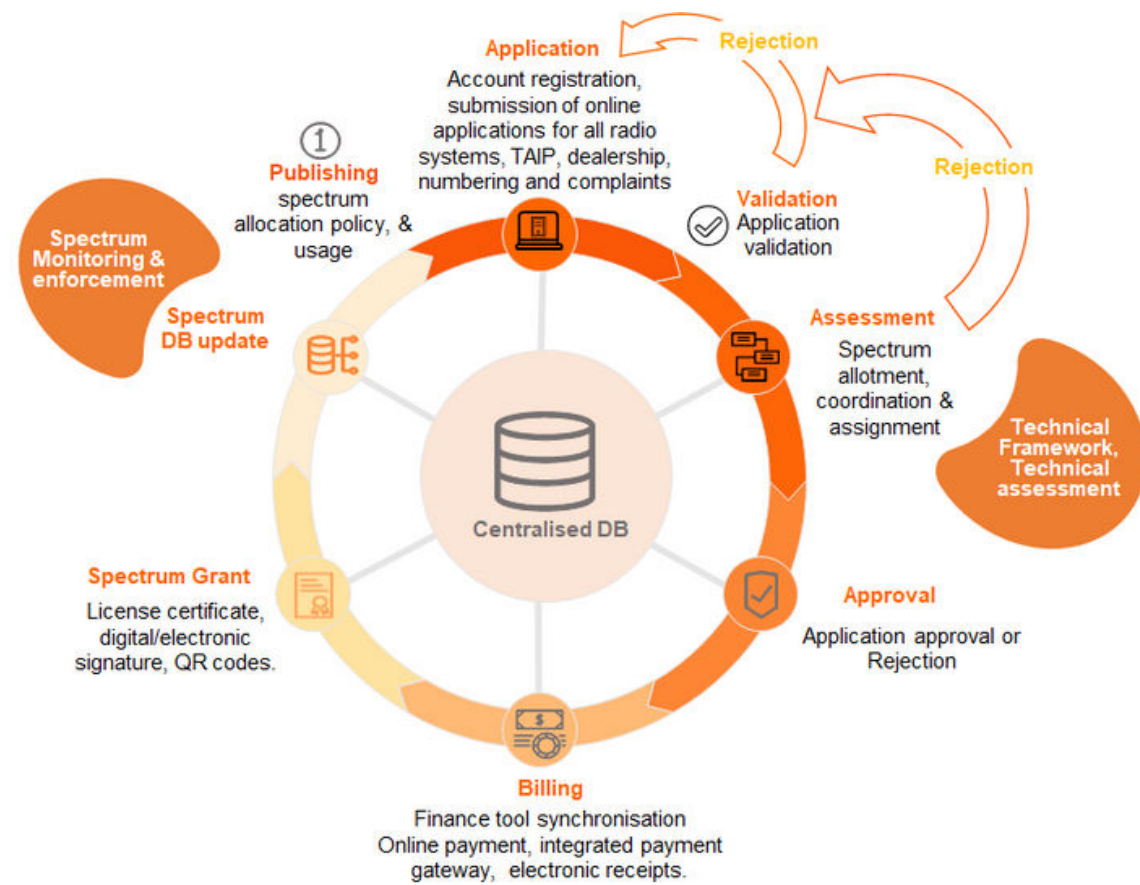 Application
Account registration,
submission of online
applications for all radio
systems, TAIP, dealership,
numbering and complaints
Rejection
Rejection
1
Publishing
spectrum
allocation policy, &
usage
Validation
Application
validation
Spectrum
Monitoring &
enforcement
Spectrum
DB update
Assessment
Spectrum
allotment,
coordination &
assignment
Technical
Framework,
Technical
assessment
Centralised DB
Spectrum Grant
License certificate,
digital/electronic
signature, QR codes.
Approval
Application approval or
Rejection
$
Billing
Finance tool synchronisation
Online payment, integrated payment
gateway, electronic receipts.